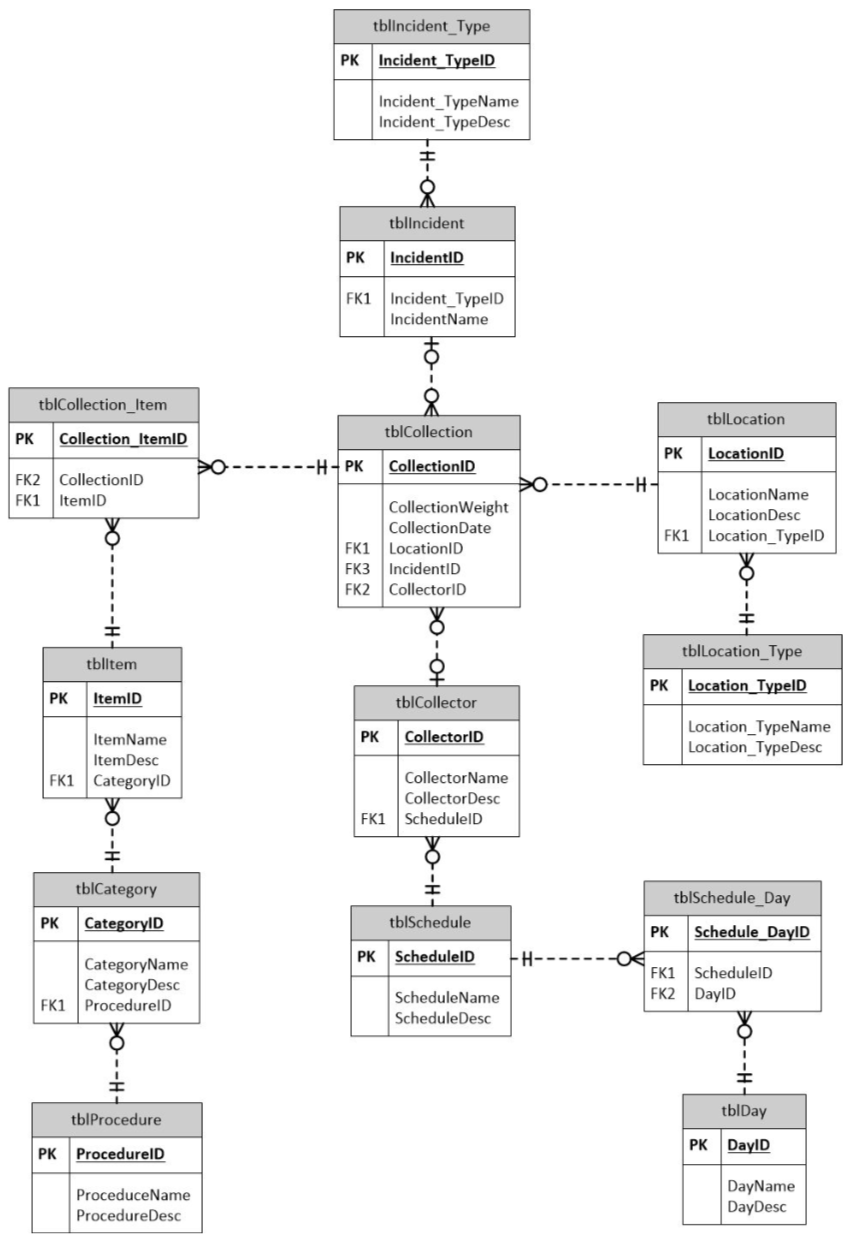 tblIncident_Type
PK Incident_TypeID
Incident_TypeName
Incident_TypeDesc
tblIncident
PK IncidentID
FK1 Incident_TypeID
IncidentName
tblCollection_Item
PK Collection_ItemID
FK2 CollectionID
FK1 ItemID
tblCollection
PK CollectionID
CollectionWeight
CollectionDate
FK1 LocationID
FK3 IncidentID
FK2 CollectorID
tblLocation
PK LocationID
LocationName
LocationDesc
FK1 Location_TypeID
tblLocation_Type
PK Location_TypeID
Location_TypeName
Location_TypeDesc
tblItem
PK ItemID
ItemName
ItemDesc
FK1 CategoryID
tblCollector
PK CollectorID
CollectorName
CollectorDesc
FK1 ScheduleID
tblCategory
PK CategoryID
CategoryName
CategoryDesc
FK1 ProcedureID
tblSchedule
PK ScheduleID
ScheduleName
ScheduleDesc
tblSchedule_Day
PK Schedule_DayID
FK1 ScheduleID
FK2 DayID
tblProcedure
PK ProcedureID
ProceduceName
ProcedureDesc
tblDay
PK DayID
DayName
DayDesc